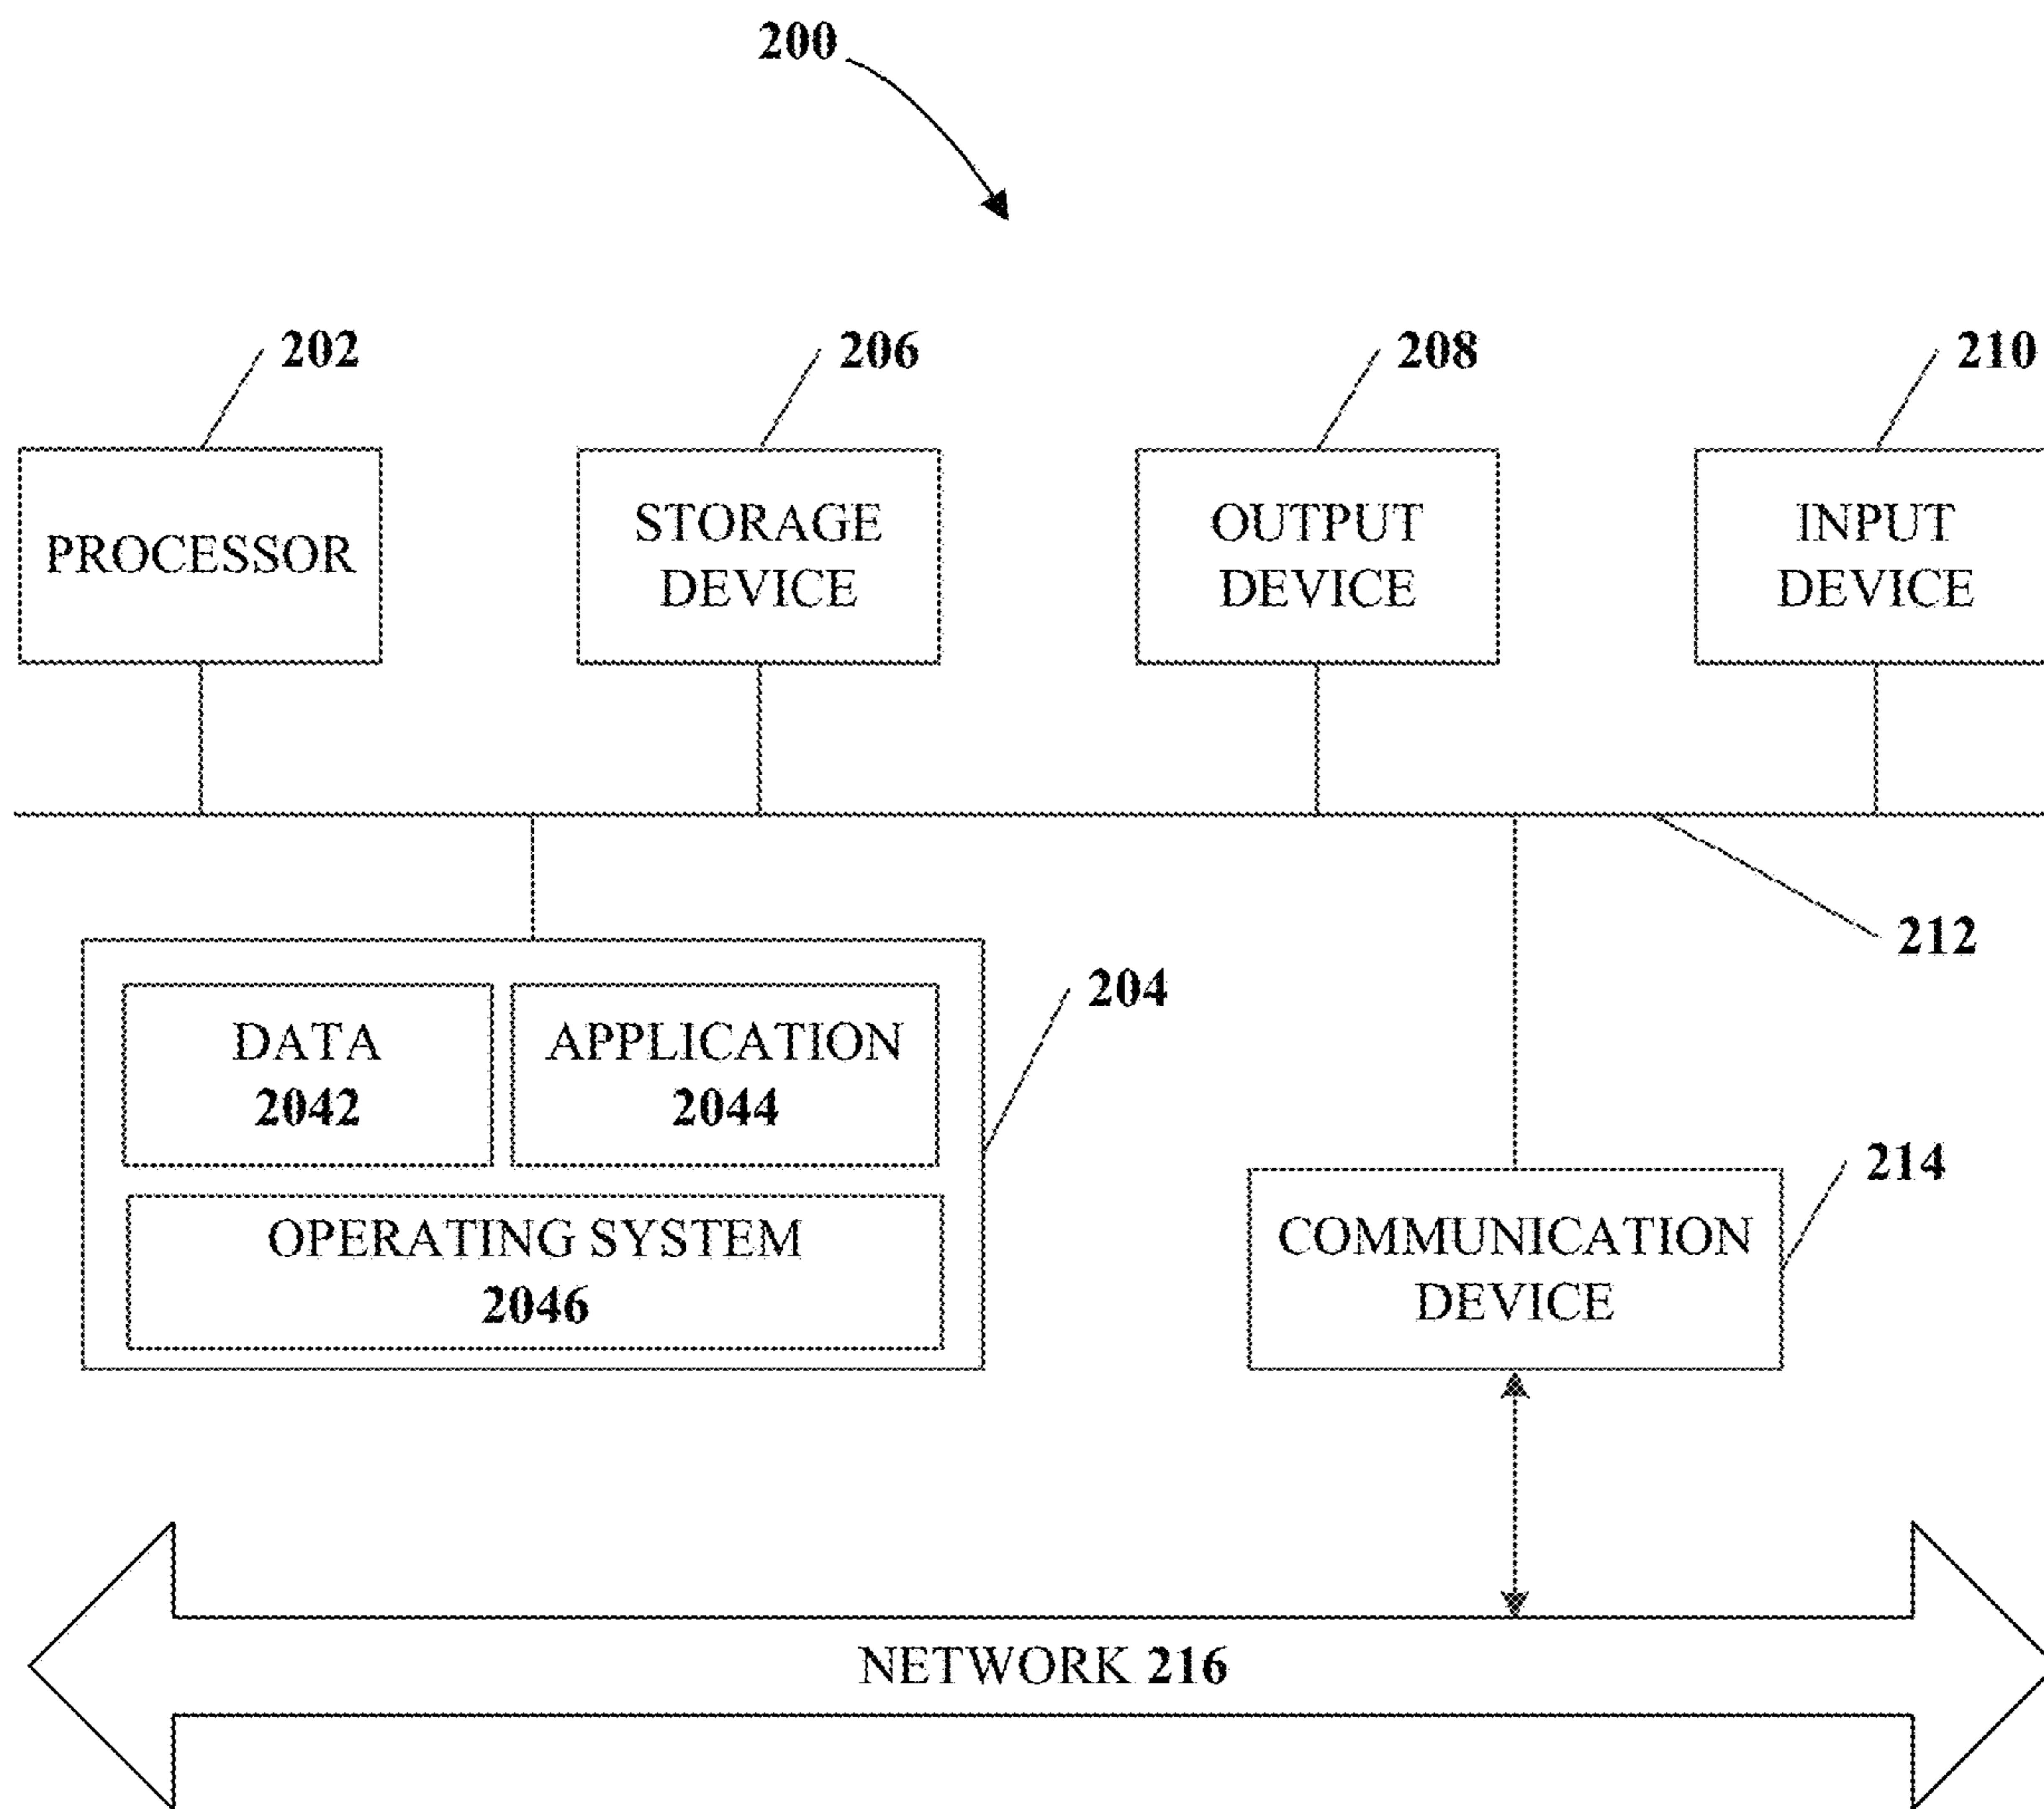 200
202
206
208
210
PROCESSOR
STORAGE
DEVICE
OUTPUT
DEVICE
INPUT
DEVICE
212
204
DATA
2042
APPLICATION
2044
OPERATING SYSTEM
2046
214
COMMUNICATION
DEVICE
NETWORK 216